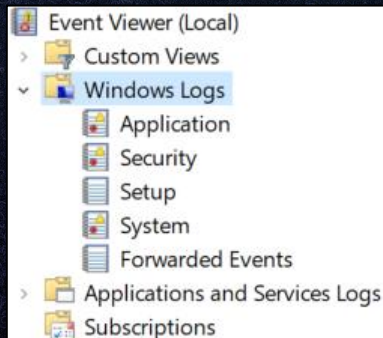 Event Viewer (Local)
Custom Views
Windows Logs
Application
Security
Setup
System
Forwarded Events
Applications and Services Logs
Subscriptions